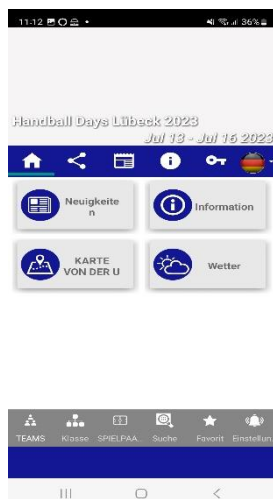 11:12
36%
Handball Days Lübeck 2023
Jul 13 - Jul 16 2023
Neuigkeite
n
Information
KARTE
VON DER U
Wetter
TEAMS Klasse SPIELPAA.. Suche Favorit Einstellun.